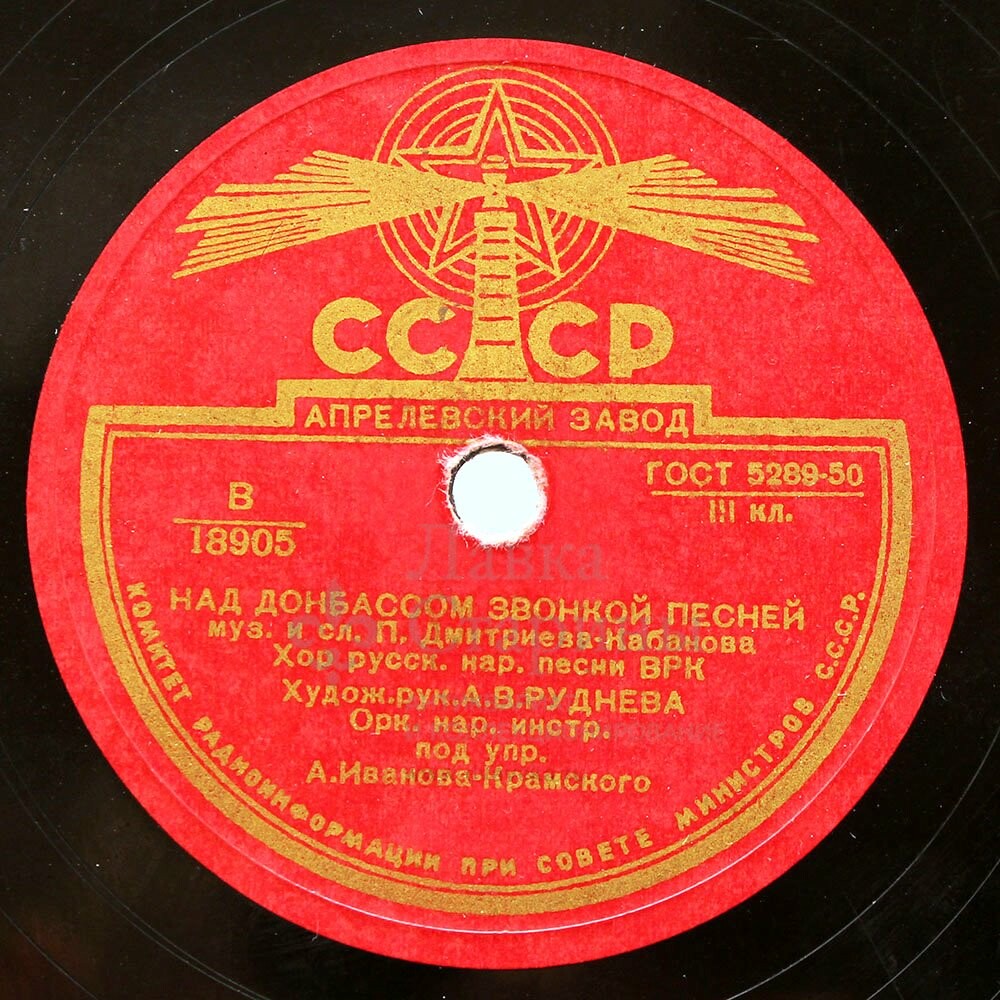 СССР
АПРЕЛЕВСКИЙ ЗАВОД
ГОСТ 5289-50
III кл.
В
18905
НАД ДОНБАССОМ ЗВОНКОЙ ПЕСНЕЙ
муз. и сл. П. Дмитриева-Кабанова
Хор русск. нар. песни ВРК
Худож.рук.А.В.РУДНЕВА
Орк. нар. инстр.
под упр.
А.Иванова-Крамского
КОМИТЕТ РАДИОИНФОРМАЦИИ ПРИ СОВЕТЕ МИНИСТРОВ С.С.С.Р.
Лавка